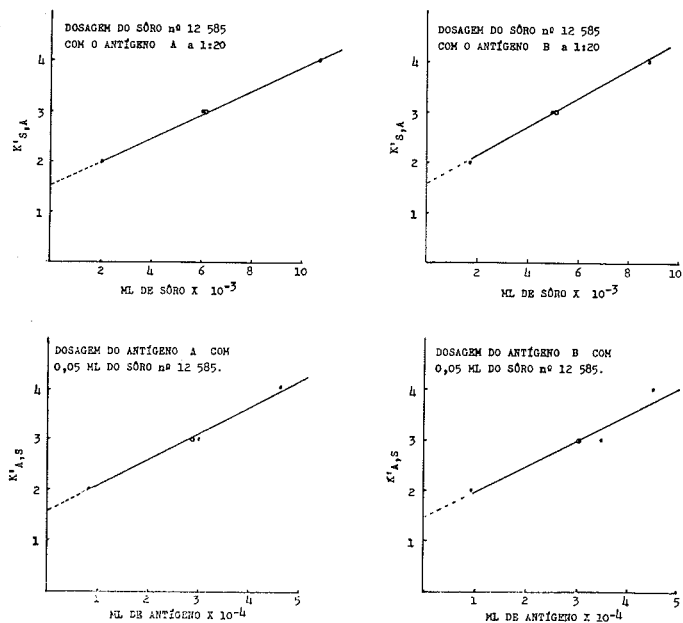 DOSAGEM DO SÔRO nº 12 585
COM O ANTÍGENO A a 1:20
K'S,A
4
3
2
1
2 4 6 8 10
ML DE SÔRO X 10-3
DOSAGEM DO SÔRO nº 12 585
COM O ANTÍGENO B a 1:20
K'S,A
4
3
2
1
2 4 6 8 10
ML DE SÔRO X 10-3
DOSAGEM DO ANTÍGENO A COM
0,05 ML DO SÔRO nº 12 585.
K'A,S
4
3
2
1
1 2 3 4 5
ML DE ANTÍGENO X 10-4
DOSAGEM DO ANTÍGENO B COM
0,05 ML DO SÔRO nº 12 585.
K'A,S
4
3
2
1
1 2 3 4 5
ML DE ANTÍGENO X 10-4